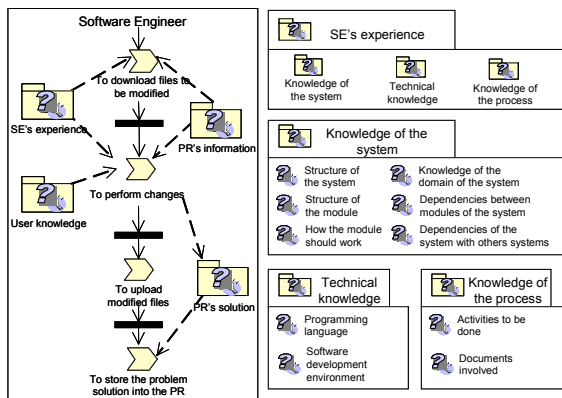 Software Engineer
To download files to
be modified
SE's experience
PR's information
To perform changes
User knowledge
To upload
modified files
PR's solution
To store the problem
solution into the PR
SE's experience
Knowledge of
the system
Technical
knowledge
Knowledge of
the process
Knowledge of the
system
Structure of
the system
Knowledge of the
domain of the system
Structure of
the module
Dependencies between
modules of the system
How the module
should work
Dependencies of the
system with others systems
Technical
knowledge
Programming
language
Software
development
environment
Knowledge of
the process
Activities to be
done
Documents
involved